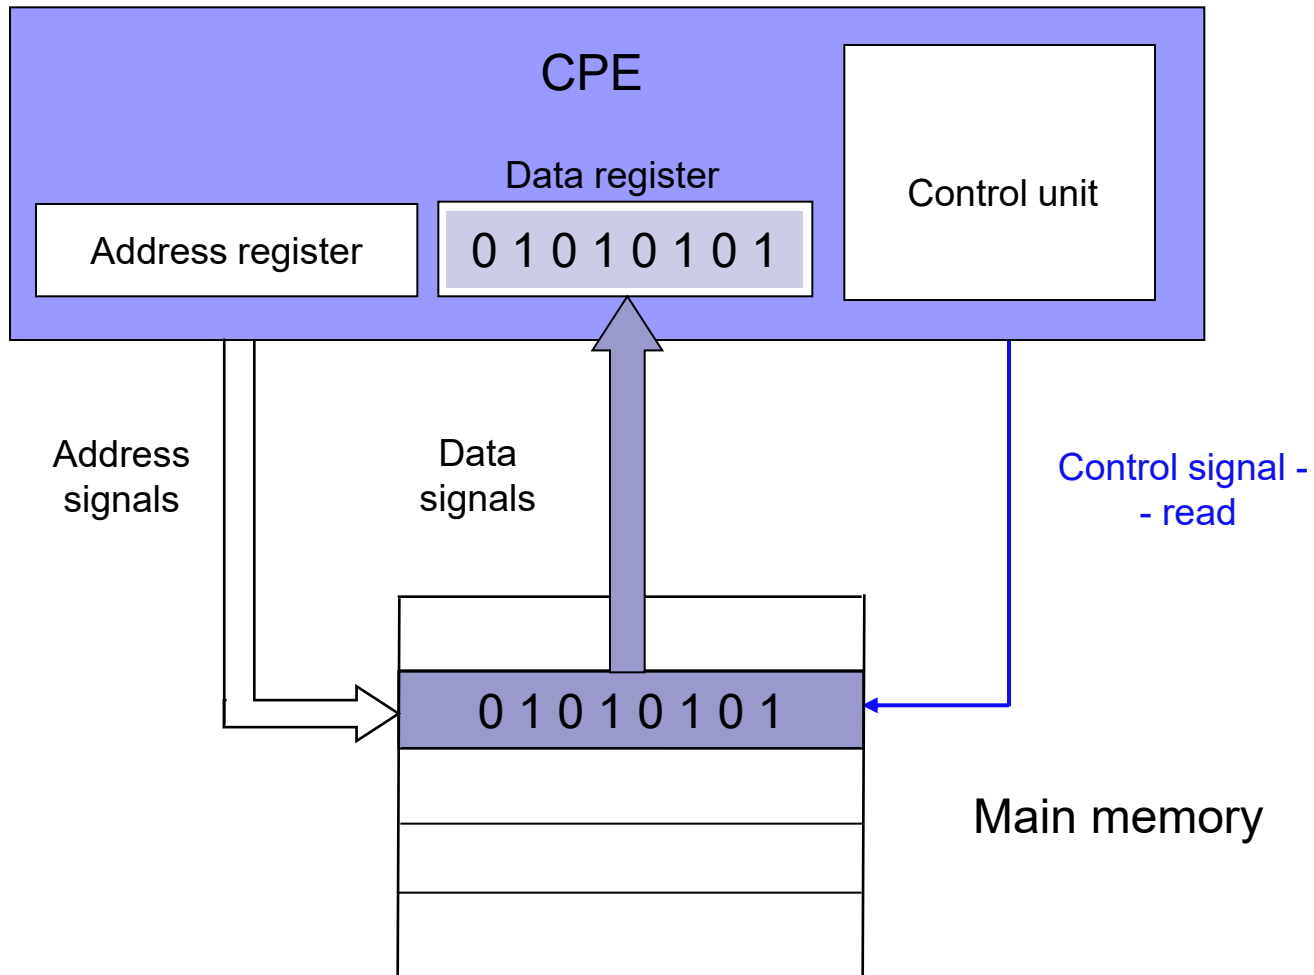 CPE
Data register
Control unit
Address register
0 1 0 1 0 1 0 1
Address
signals
Data
signals
Control signal -
- read
0 1 0 1 0 1 0 1
Main memory